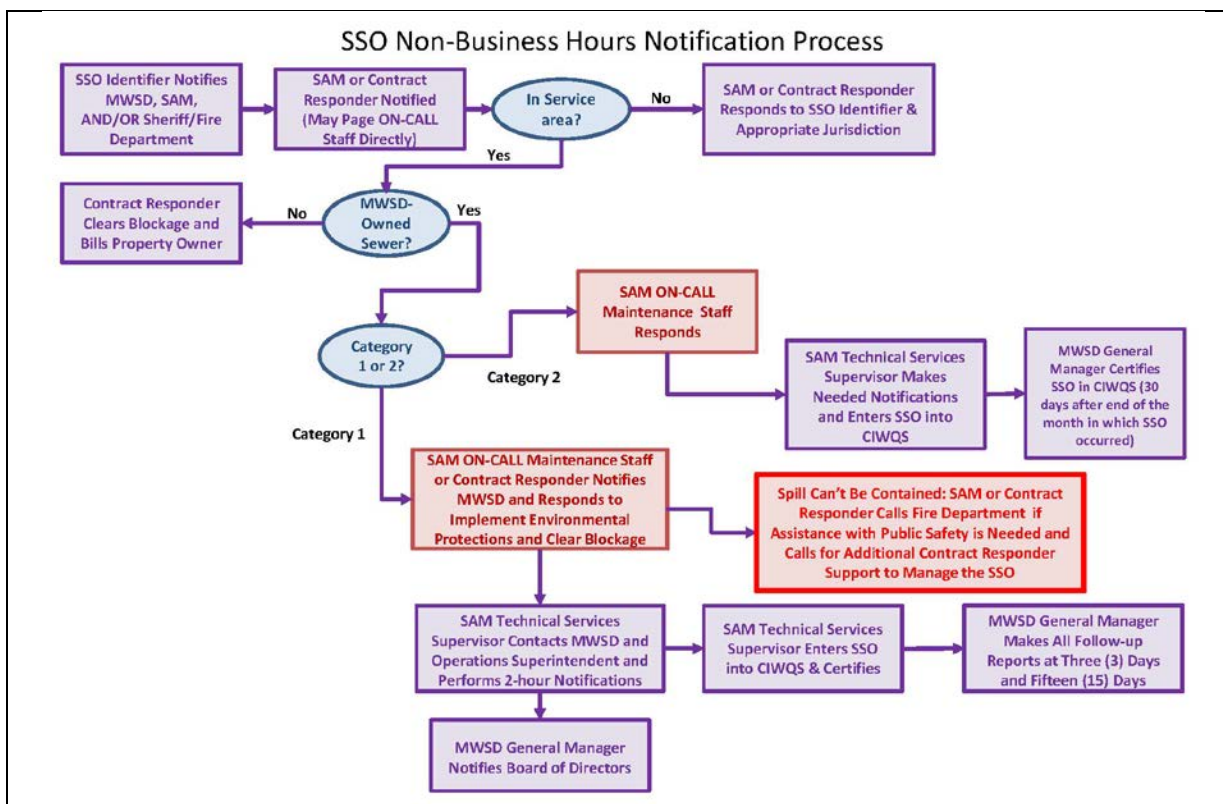 SSO Non-Business Hours Notification Process
SSO Identifier Notifies
MWSD, SAM,
AND/OR Sheriff/Fire
Department
SAM or Contract
Responder Notified
(May Page ON-CALL
Staff Directly)
In Service
area?
No
SAM or Contract Responder
Responds to SSO Identifier &
Appropriate Jurisdiction
Yes
Contract Responder
Clears Blockage and
Bills Property Owner
No
MWSD-
Owned
Sewer?
Yes
SAM ON-CALL
Maintenance Staff
Responds
Category
1 or 2?
Category 2
SAM Technical Services
Supervisor Makes
Needed Notifications
and Enters SSO into
CIWQS
MWSD General
Manager Certifies
SSO in CIWQS (30
days after end of the
month in which SSO
occurred)
Category 1
SAM ON-CALL Maintenance Staff
or Contract Responder Notifies
MWSD and Responds to
Implement Environmental
Protections and Clear Blockage
Spill Can't Be Contained: SAM or Contract
Responder Calls Fire Department if
Assistance with Public Safety is Needed and
Calls for Additional Contract Responder
Support to Manage the SSO
SAM Technical Services
Supervisor Contacts MWSD and
Operations Superintendent and
Performs 2-hour Notifications
SAM Technical Services
Supervisor Enters SSO
into CIWQS & Certifies
MWSD General Manager
Makes All Follow-up
Reports at Three (3) Days
and Fifteen (15) Days
MWSD General Manager
Notifies Board of Directors